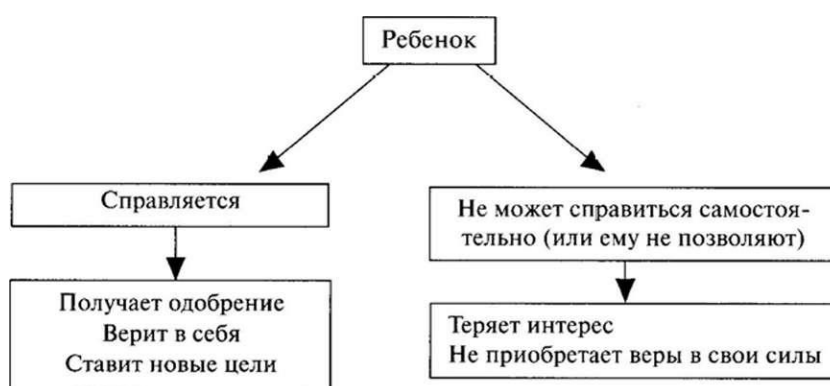 Ребенок
Справляется
Не может справиться самостоя-
тельно (или ему не позволяют)
Получает одобрение
Верит в себя
Ставит новые цели
Теряет интерес
Не приобретает веры в свои силы